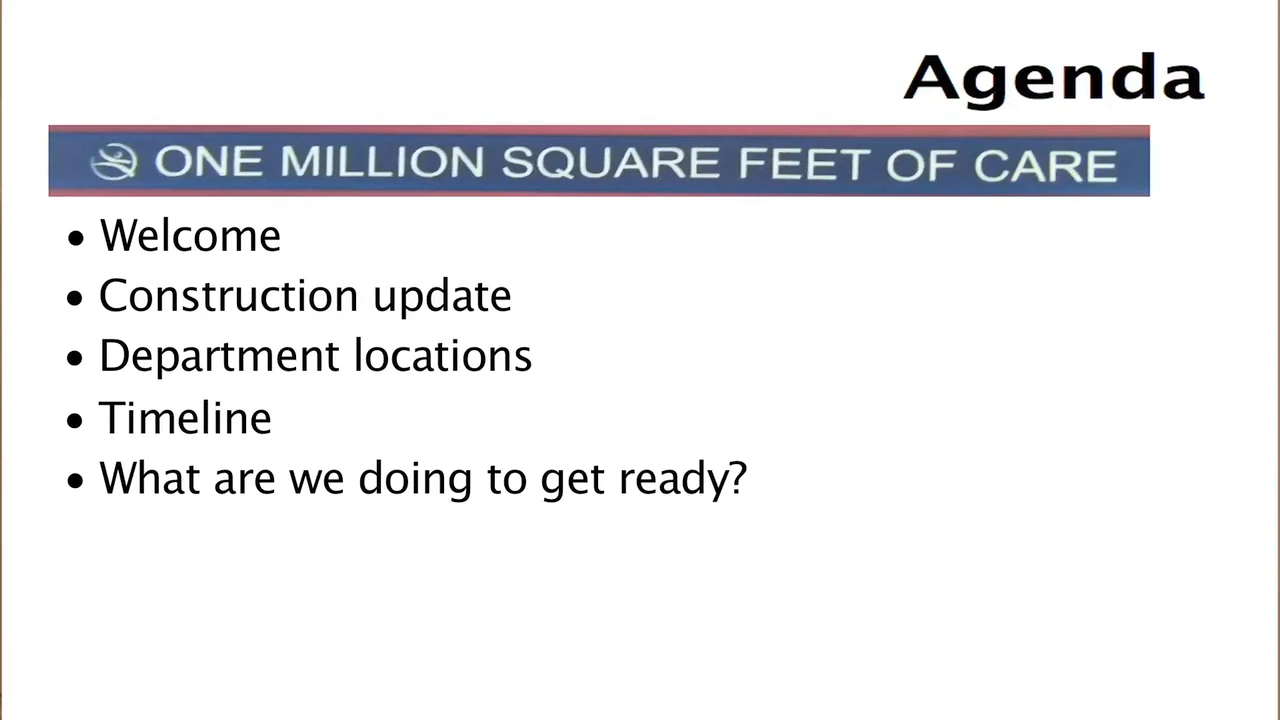 Agenda
ONE MILLION SQUARE FEET OF CARE
• Welcome
• Construction update
• Department locations
• Timeline
• What are we doing to get ready?